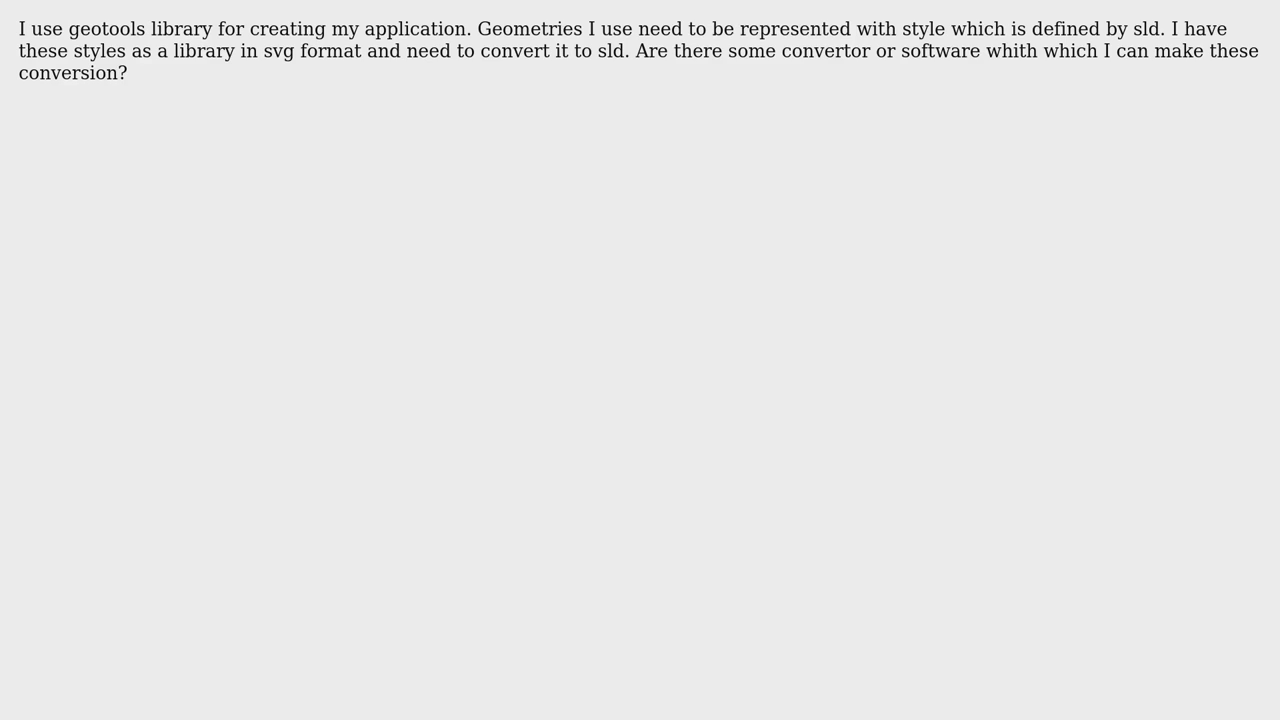 I use geotools library for creating my application. Geometries I use need to be represented with style which is defined by sld. I have
these styles as a library in svg format and need to convert it to sld. Are there some convertor or software whith which I can make these
conversion?